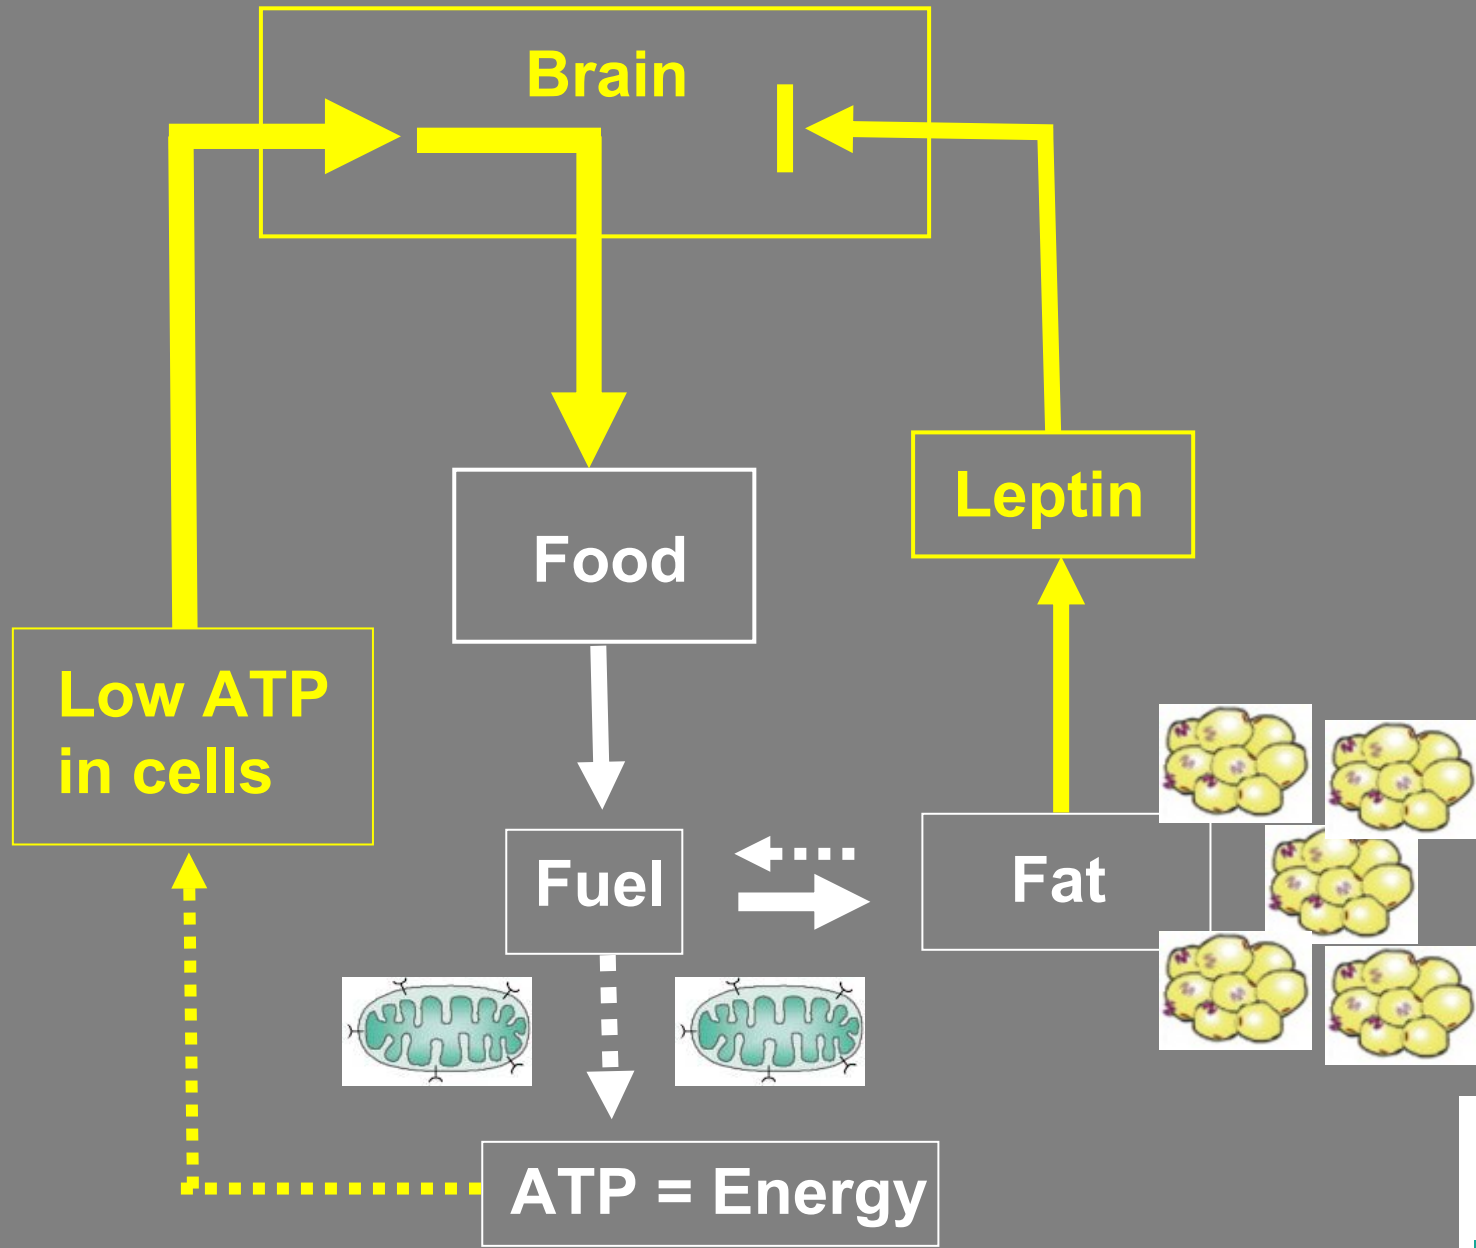 Brain
Leptin
Food
Low ATP
in cells
Fuel
Fat
ATP = Energy